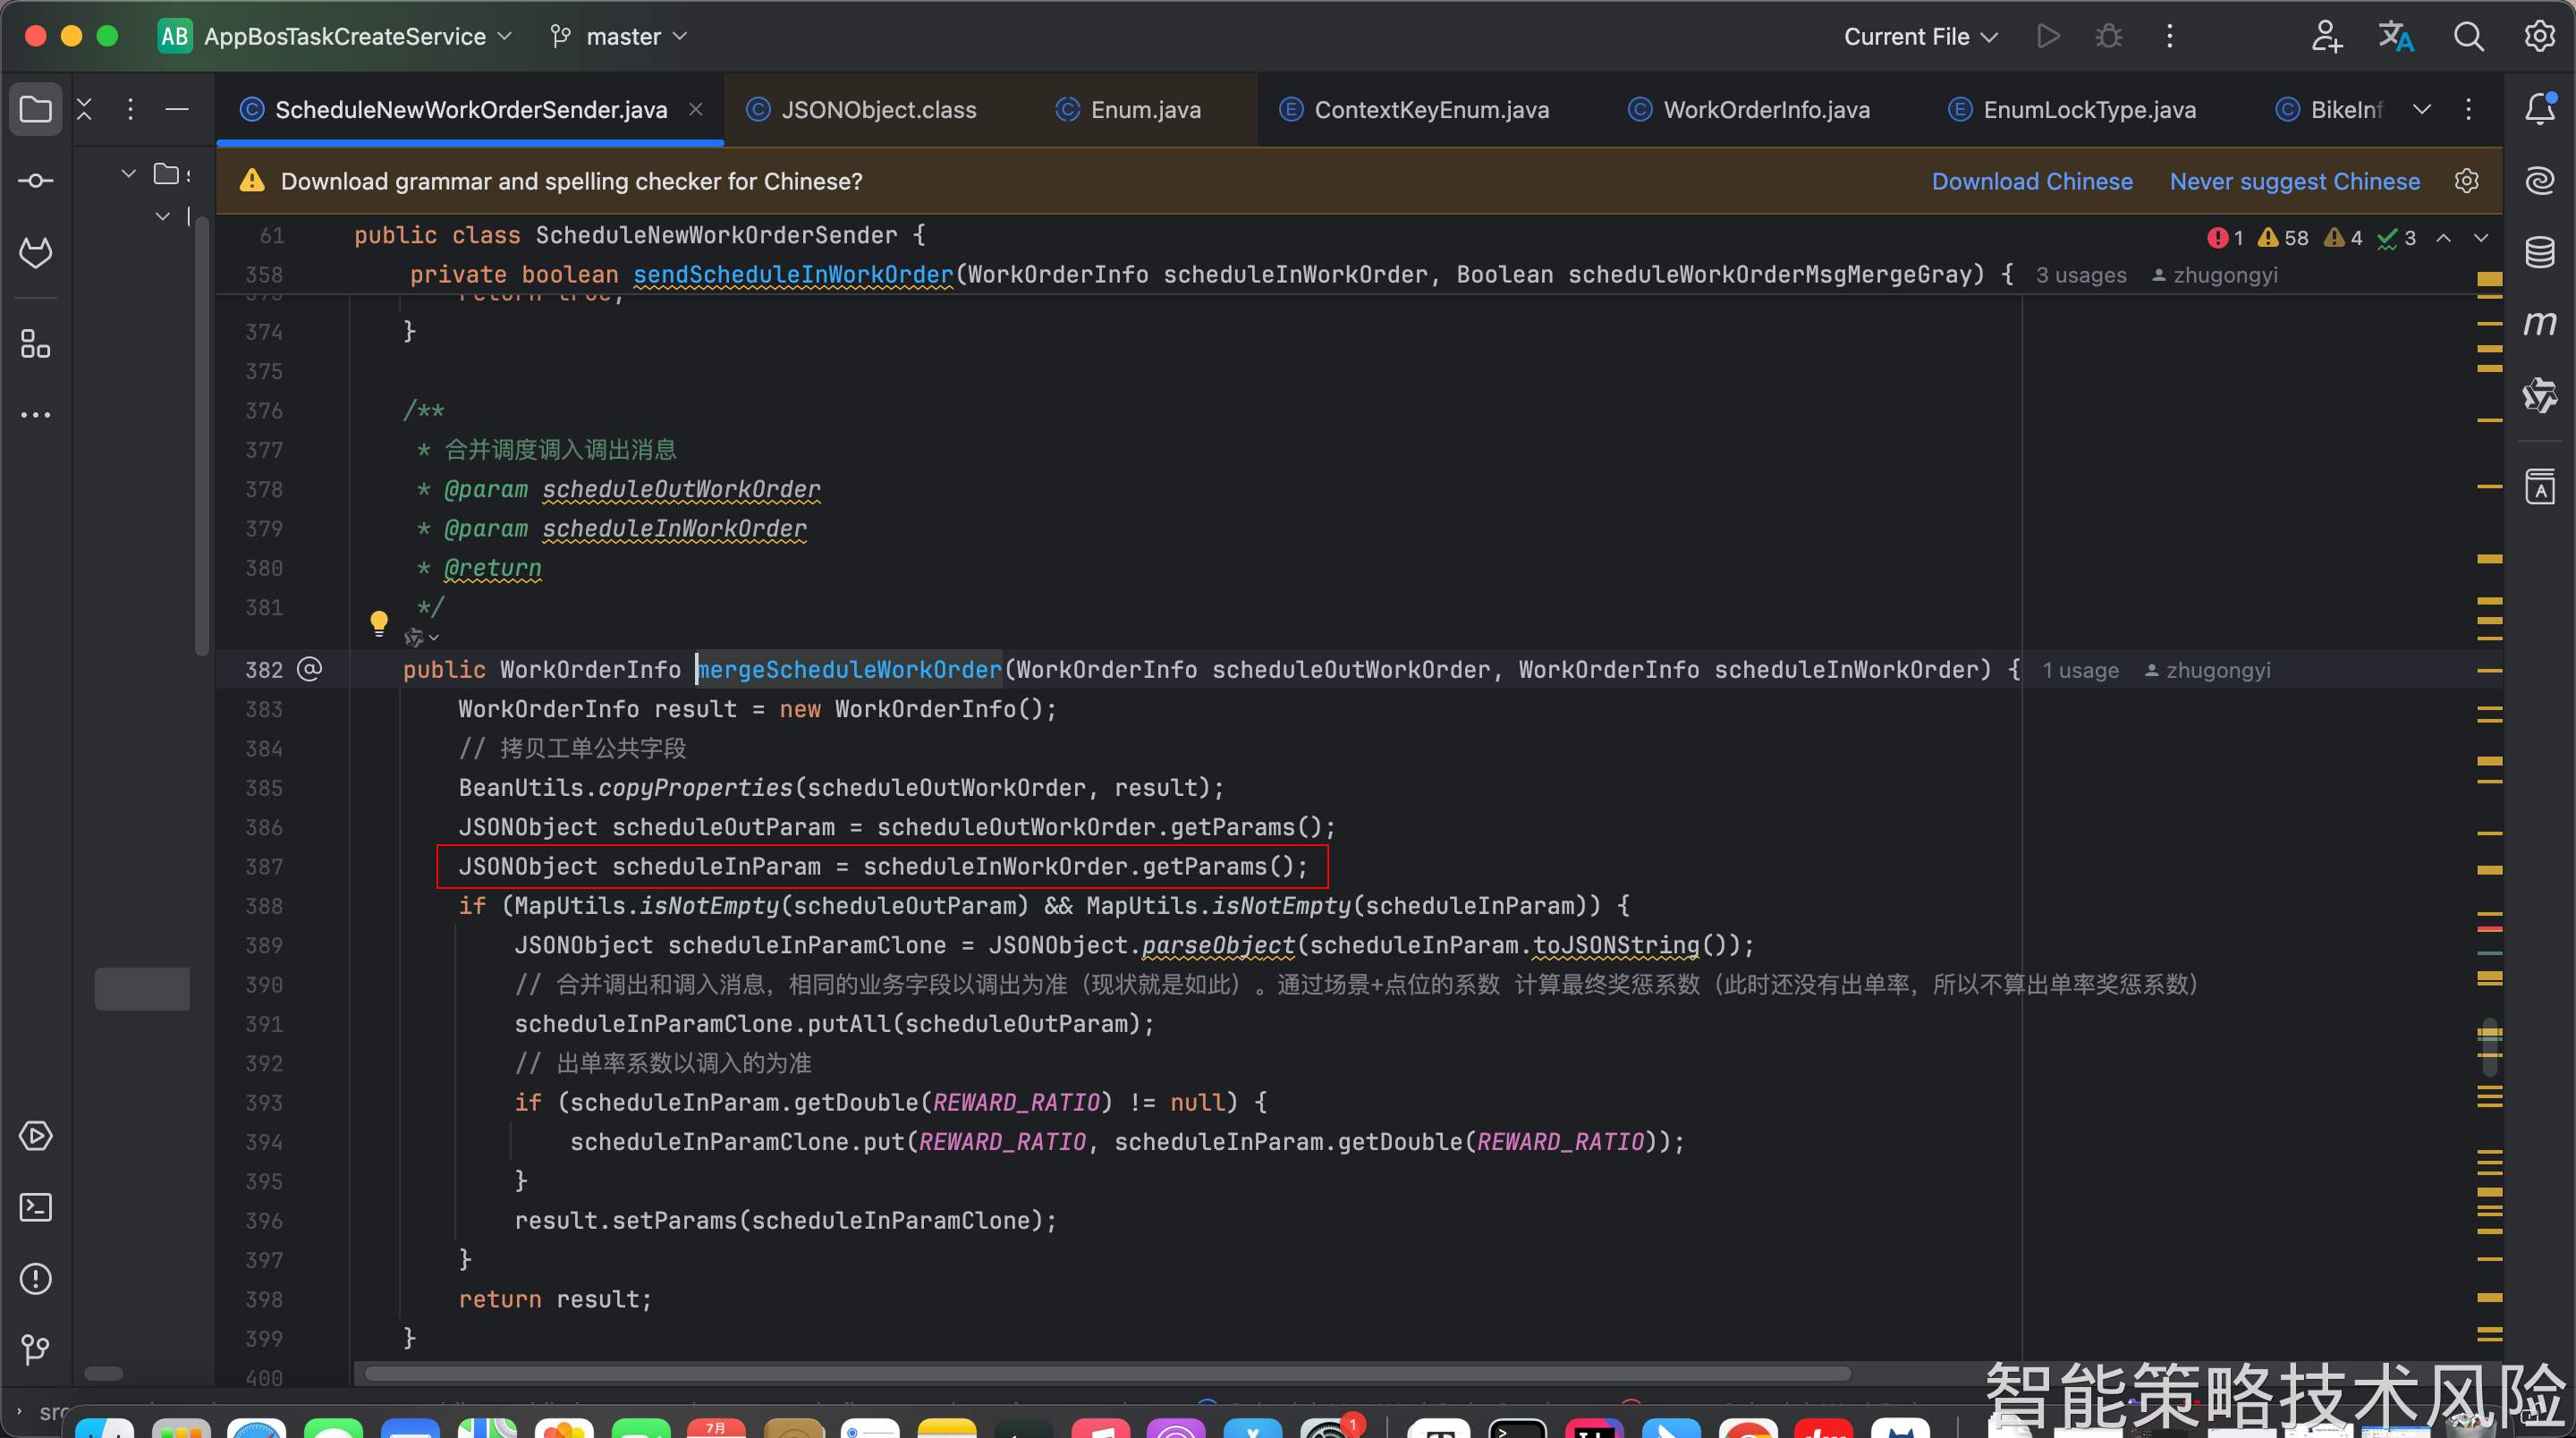 AB AppBosTaskCreateService master Current File
ScheduleNewWorkOrderSender.java JSONObject.class Enum.java ContextKeyEnum.java WorkOrderInfo.java EnumLockType.java BikeInf
Download grammar and spelling checker for Chinese? Download Chinese Never suggest Chinese
61 public class ScheduleNewWorkOrderSender { 1 58 4 3
358 private boolean sendScheduleInWorkOrder(WorkOrderInfo scheduleInWorkOrder, Boolean scheduleWorkOrderMsgMergeGray) { 3 usages zhugongyi
373 return true;
374 }
375
376 /**
377 * 合并调度调入调出消息
378 * @param scheduleOutWorkOrder
379 * @param scheduleInWorkOrder
380 * @return
381 */
382 @ public WorkOrderInfo mergeScheduleWorkOrder(WorkOrderInfo scheduleOutWorkOrder, WorkOrderInfo scheduleInWorkOrder) { 1 usage zhugongyi
383 WorkOrderInfo result = new WorkOrderInfo();
384 // 拷贝工单公共字段
385 BeanUtils.copyProperties(scheduleOutWorkOrder, result);
386 JSONObject scheduleOutParam = scheduleOutWorkOrder.getParams();
387 JSONObject scheduleInParam = scheduleInWorkOrder.getParams();
388 if (MapUtils.isNotEmpty(scheduleOutParam) && MapUtils.isNotEmpty(scheduleInParam)) {
389 JSONObject scheduleInParamClone = JSONObject.parseObject(scheduleInParam.toJSONString());
390 // 合并调出和调入消息，相同的业务字段以调出为准（现状就是如此）。通过场景+点位的系数 计算最终奖惩系数（此时还没有出单率，所以不算出单率奖惩系数）
391 scheduleInParamClone.putAll(scheduleOutParam);
392 // 出单率系数以调入的为准
393 if (scheduleInParam.getDouble(REWARD_RATIO) != null) {
394 scheduleInParamClone.put(REWARD_RATIO, scheduleInParam.getDouble(REWARD_RATIO));
395 }
396 result.setParams(scheduleInParamClone);
397 }
398 return result;
399 }
400
智能策略技术风险
7月
1